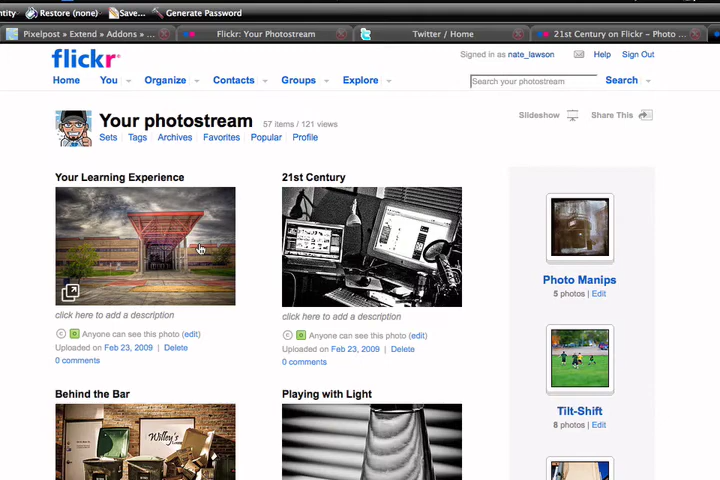 ntity Restore (none) Save... Generate Password
Pixelpost » Extend » Addons » ... Flickr: Your Photostream Twitter / Home 21st Century on Flickr – Photo ...
flickr
Signed in as nate_lawson Help Sign Out
Home You Organize Contacts Groups Explore Search your photostream Search
Your photostream 57 items / 121 views
Slideshow Share This
Sets Tags Archives Favorites Popular Profile
Your Learning Experience
21st Century
click here to add a description
click here to add a description
Anyone can see this photo (edit)
Anyone can see this photo (edit)
Uploaded on Feb 23, 2009 | Delete
Uploaded on Feb 23, 2009 | Delete
0 comments
0 comments
Photo Manips
5 photos | Edit
Behind the Bar
Playing with Light
Willey's
Tilt-Shift
8 photos | Edit